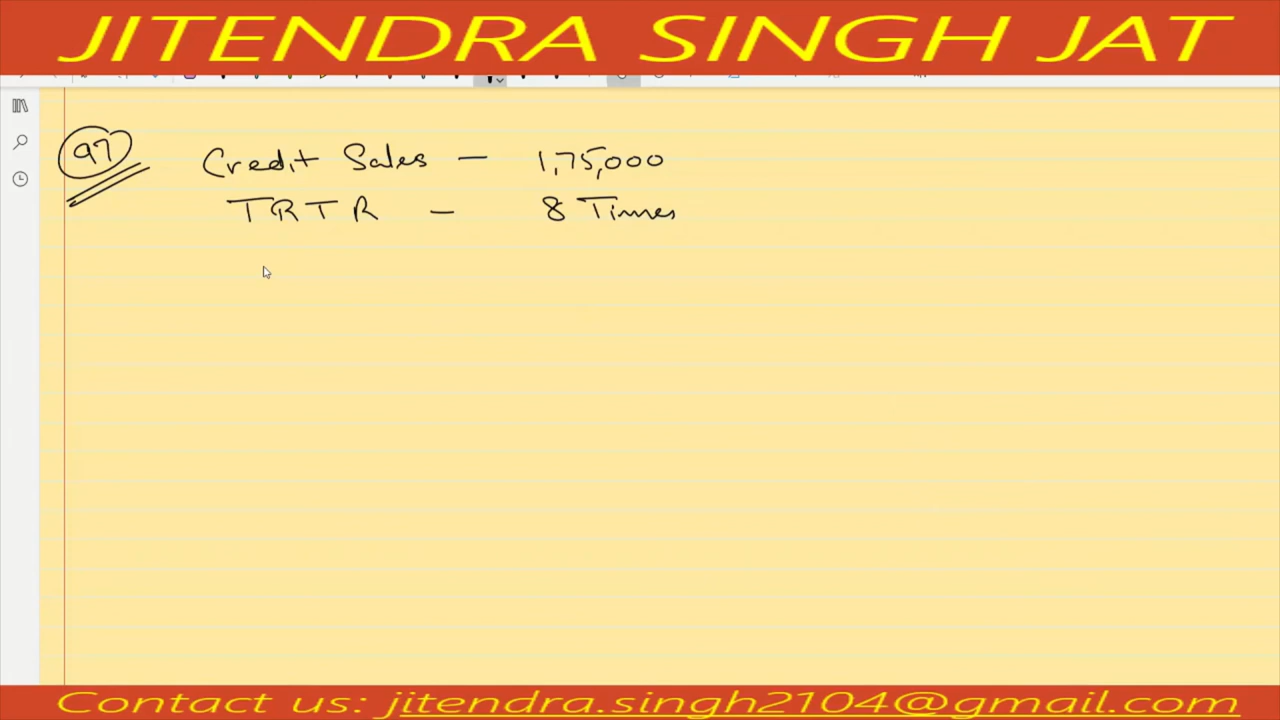 JITENDRA SINGH JAT
97
Credit Sales — 1,75,000
TRTR — 8 Times
Contact us: jitendra.singh2104@gmail.com